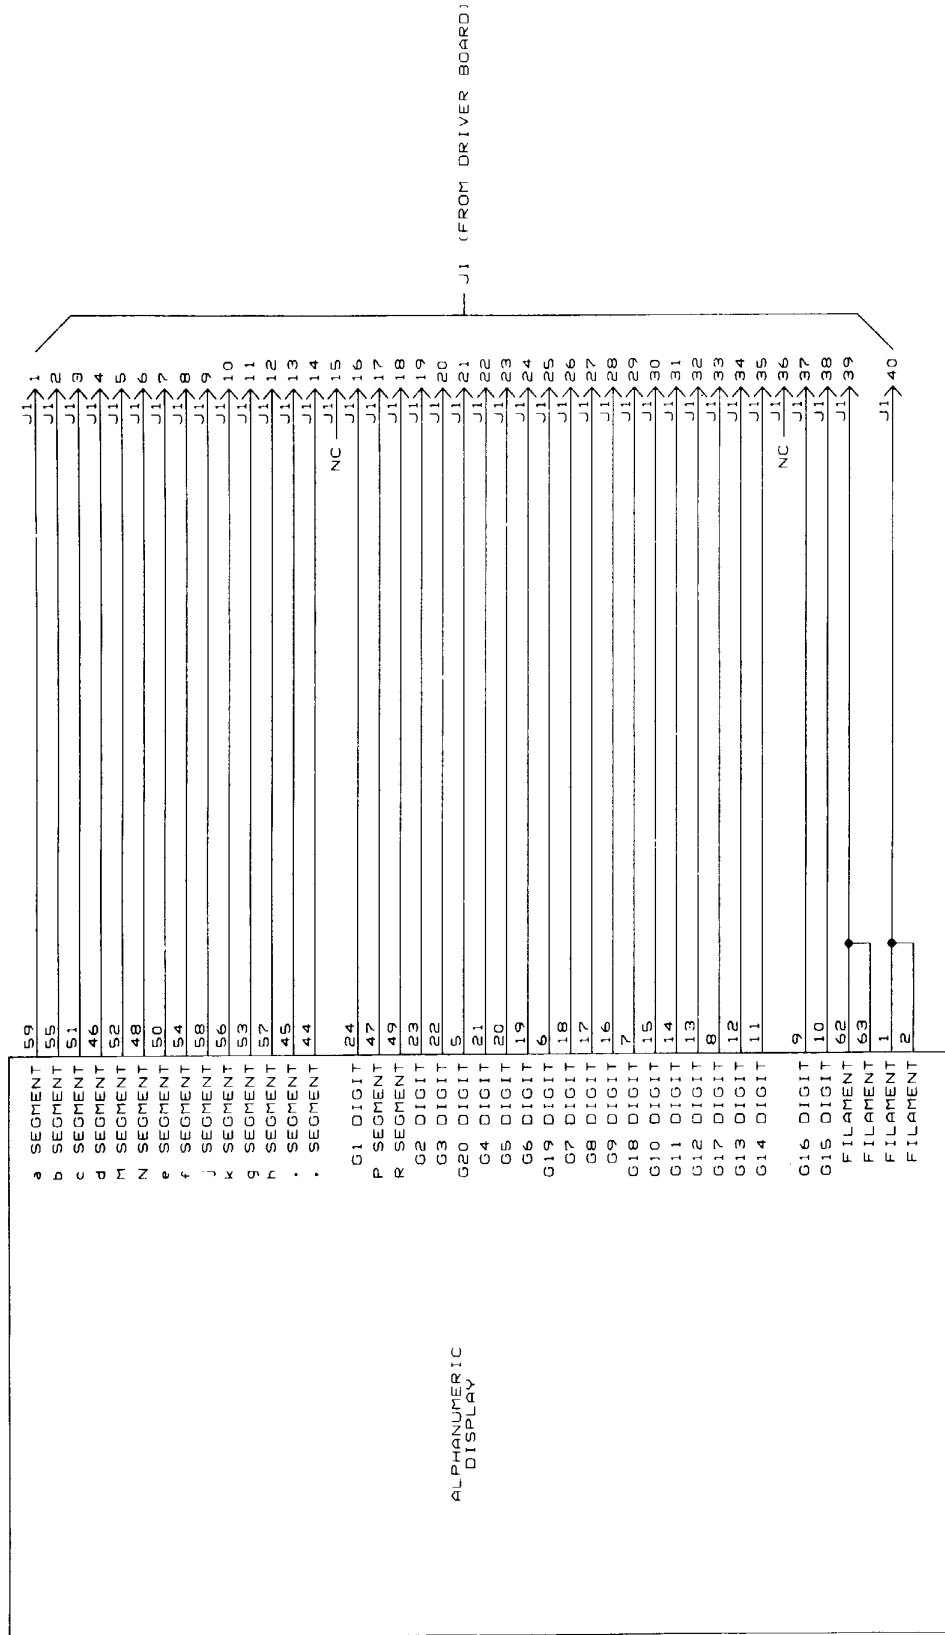 a SEGMENT 59 J1 1
b SEGMENT 55 J1 2
c SEGMENT 51 J1 3
d SEGMENT 46 J1 4
M SEGMENT 52 J1 5
N SEGMENT 48 J1 6
e SEGMENT 50 J1 7
f SEGMENT 54 J1 8
j SEGMENT 58 J1 9
k SEGMENT 56 J1 10
g SEGMENT 53 J1 11
h SEGMENT 57 J1 12
. SEGMENT 45 J1 13
, SEGMENT 44 J1 14
NC J1 15
G1 DIGIT 24 J1 16
P SEGMENT 47 J1 17
R SEGMENT 49 J1 18
G2 DIGIT 23 J1 19
G3 DIGIT 22 J1 20
G20 DIGIT 5 J1 21
G4 DIGIT 21 J1 22
G5 DIGIT 20 J1 23
G6 DIGIT 19 J1 24
G19 DIGIT 6 J1 25
G7 DIGIT 18 J1 26
G8 DIGIT 17 J1 27
G9 DIGIT 16 J1 28
G18 DIGIT 7 J1 29
G10 DIGIT 15 J1 30
G11 DIGIT 14 J1 31
G12 DIGIT 13 J1 32
G17 DIGIT 8 J1 33
G13 DIGIT 12 J1 34
G14 DIGIT 11 J1 35
NC J1 36
G16 DIGIT 9 J1 37
G15 DIGIT 10 J1 38
FILAMENT 62 J1 39
FILAMENT 63
FILAMENT 1 J1 40
FILAMENT 2
ALPHANUMERIC
DISPLAY
J1 (FROM DRIVER BOARD)